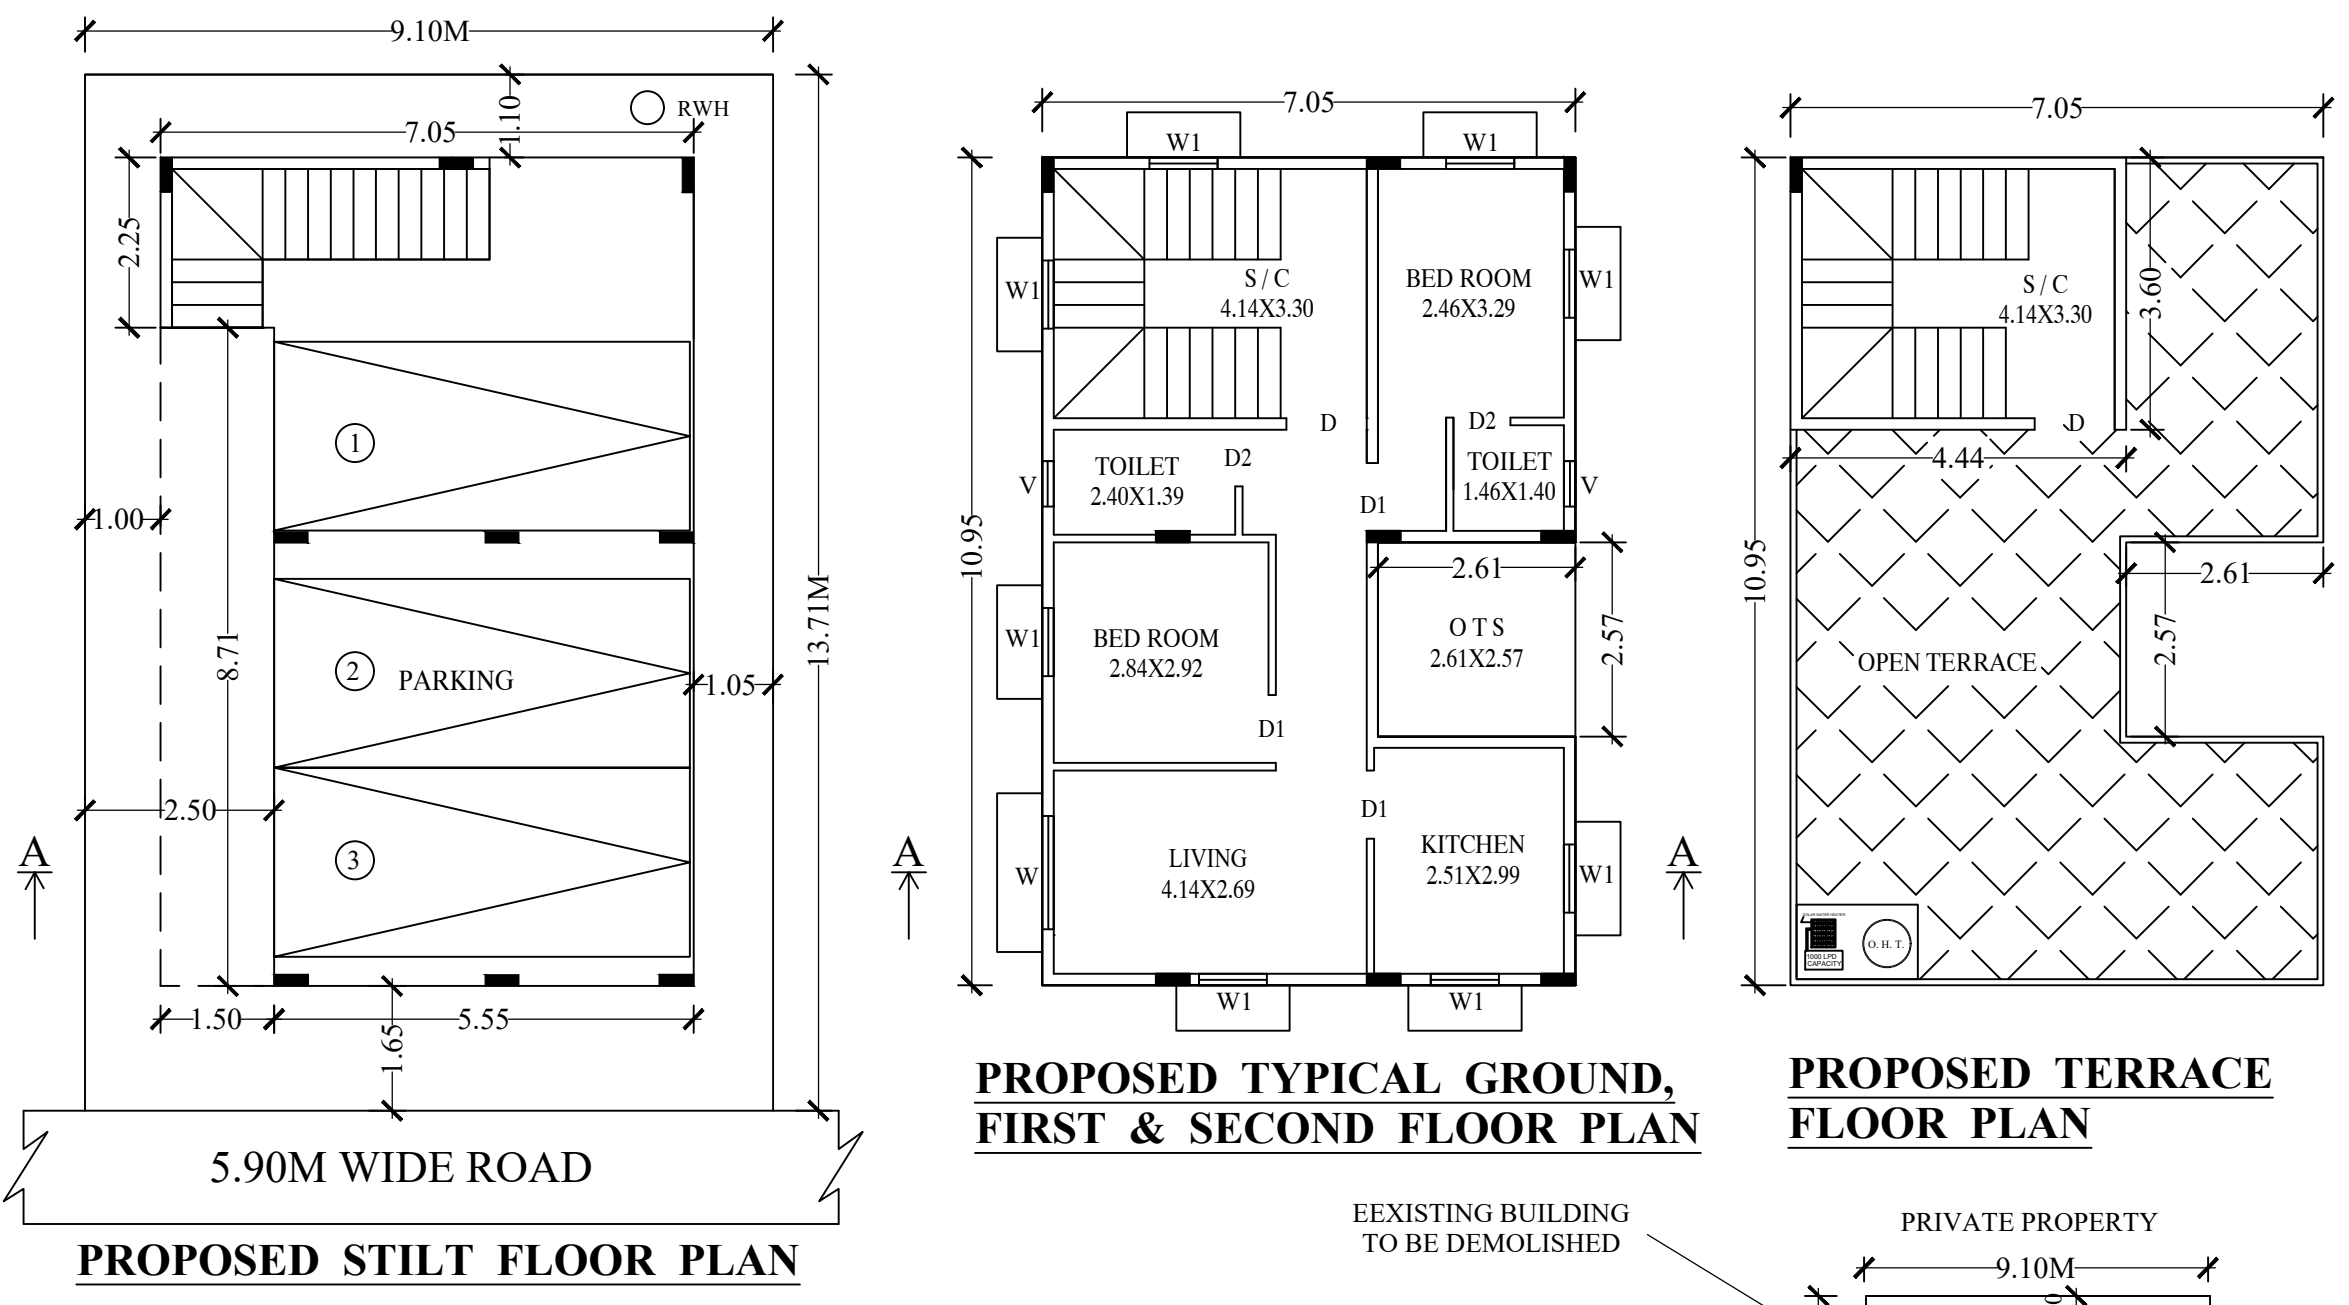 9.10M
1.10
RWH
7.05
2.25
1
1.00
13.71M
8.71
2
PARKING
1.05
2.50
A
3
1.50
5.55
1.65
5.90M WIDE ROAD
PROPOSED STILT FLOOR PLAN
7.05
W1
W1
W1
S / C
4.14X3.30
BED ROOM
2.46X3.29
W1
D
D2
TOILET
2.40X1.39
D2
TOILET
1.46X1.40
V
V
D1
10.95
2.61
W1
BED ROOM
2.84X2.92
O T S
2.61X2.57
2.57
D1
D1
A
W
LIVING
4.14X2.69
KITCHEN
2.51X2.99
W1
W1
W1
PROPOSED TYPICAL GROUND,
FIRST & SECOND FLOOR PLAN
7.05
S / C
4.14X3.30
3.60
D
4.44
10.95
2.61
2.57
OPEN TERRACE
A
SOLAR WATER HEATER
1000 LPD
CAPACITY
O. H. T.
PROPOSED TERRACE
FLOOR PLAN
EEXISTING BUILDING
TO BE DEMOLISHED
PRIVATE PROPERTY
9.10M